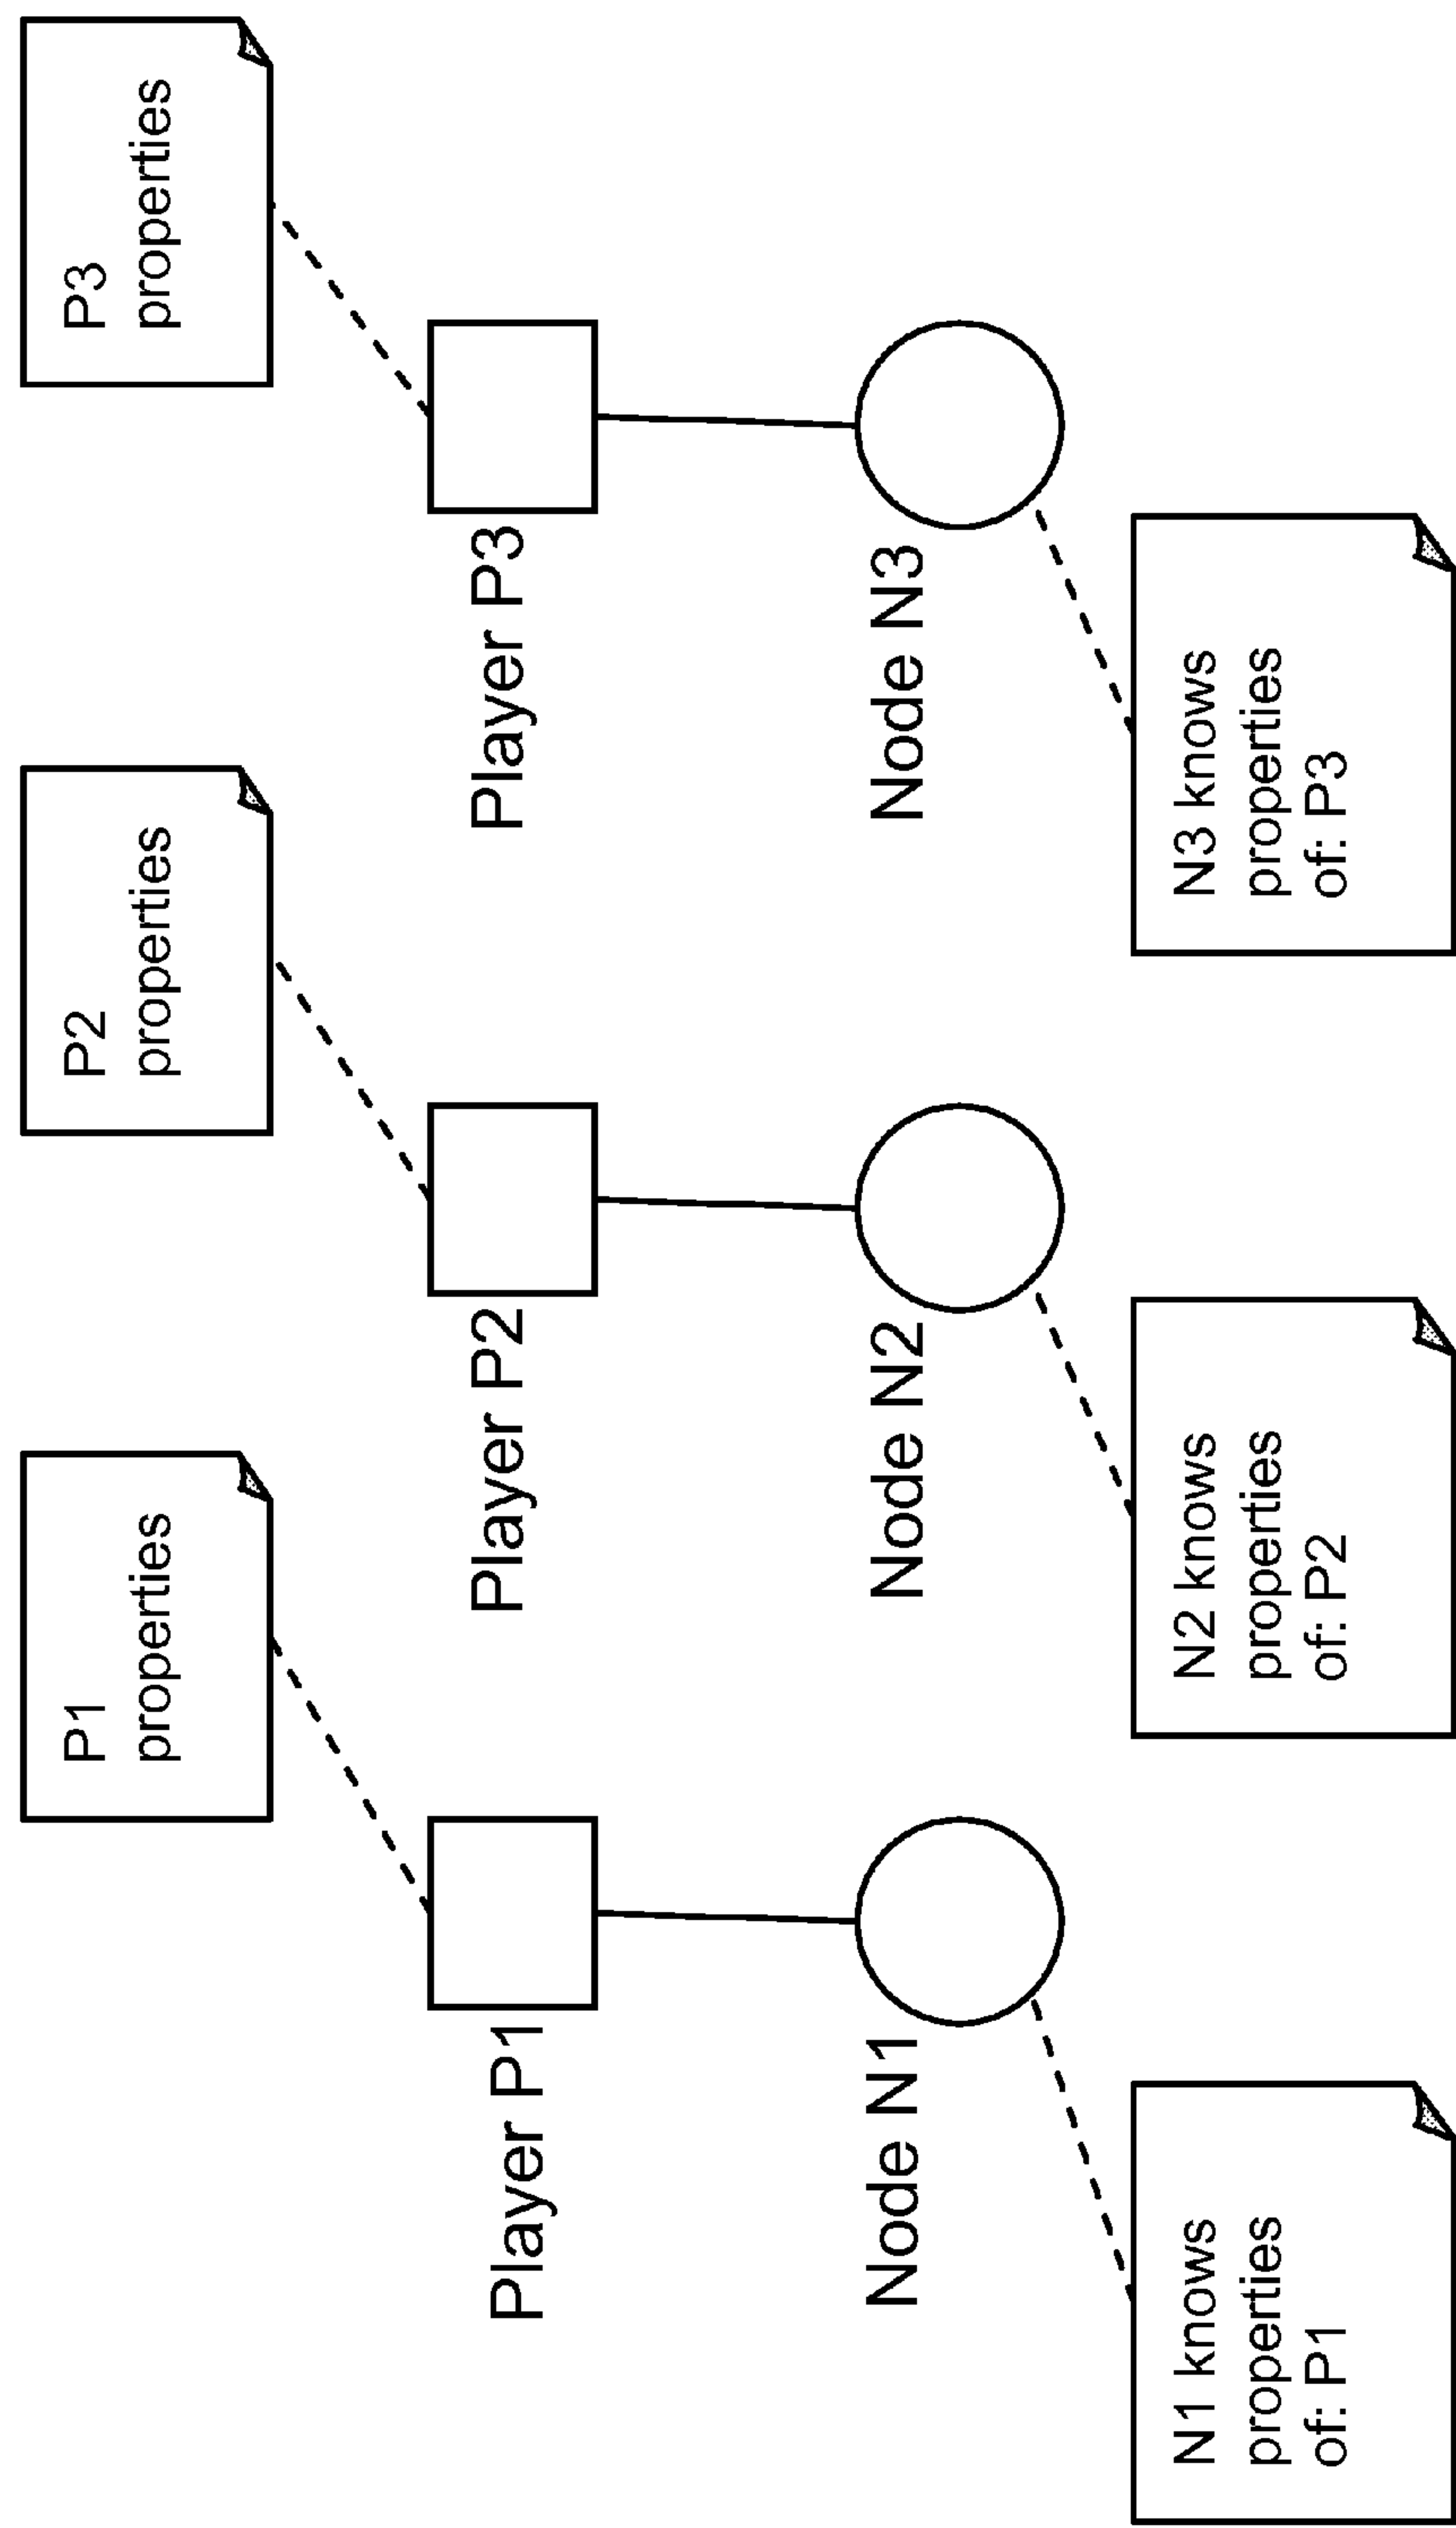 P1
properties
P2
properties
P3
properties
Player P1
Player P2
Player P3
Node N1
Node N2
Node N3
N1 knows
properties
of: P1
N2 knows
properties
of: P2
N3 knows
properties
of: P3